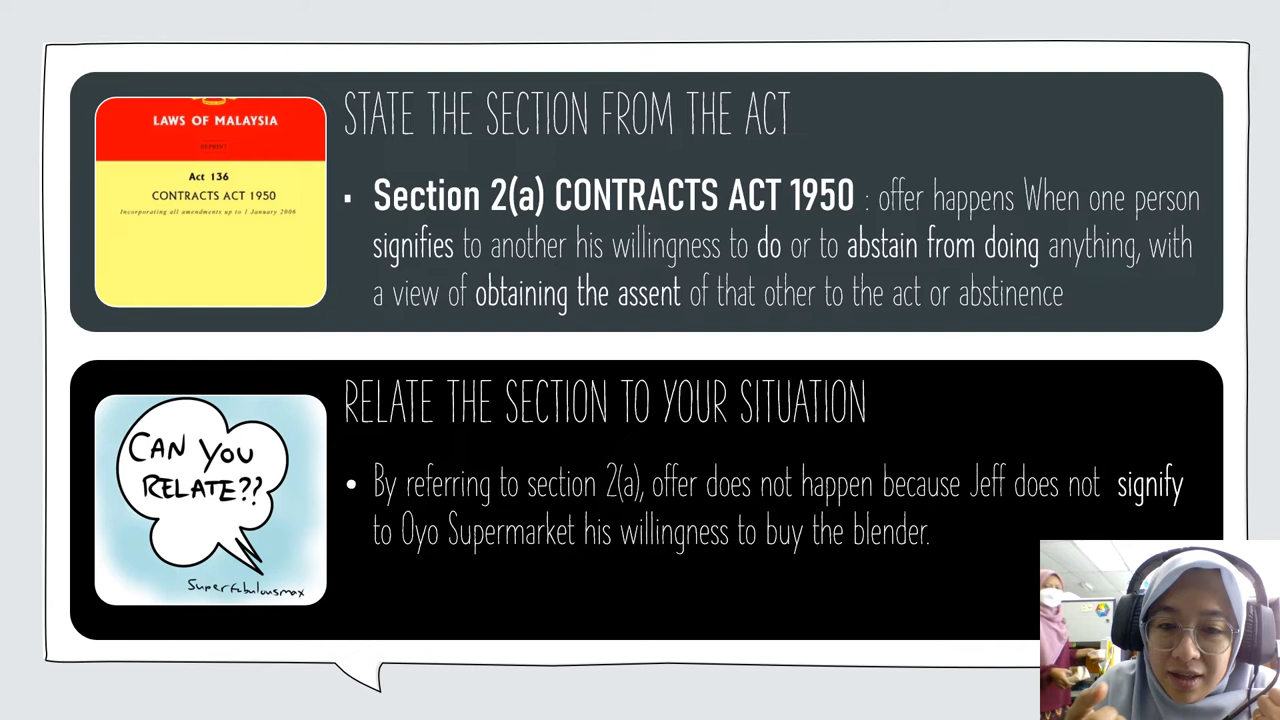 LAWS OF MALAYSIA
REPRINT
Act 136
CONTRACTS ACT 1950
Incorporating all amendments up to 1 January 2006
STATE THE SECTION FROM THE ACT
▪ Section 2(a) CONTRACTS ACT 1950 : offer happens When one person
signifies to another his willingness to do or to abstain from doing anything, with
a view of obtaining the assent of that other to the act or abstinence
CAN YOU
RELATE??
Superfabulousmax
RELATE THE SECTION TO YOUR SITUATION
• By referring to section 2(a), offer does not happen because Jeff does not signify
to Oyo Supermarket his willingness to buy the blender.